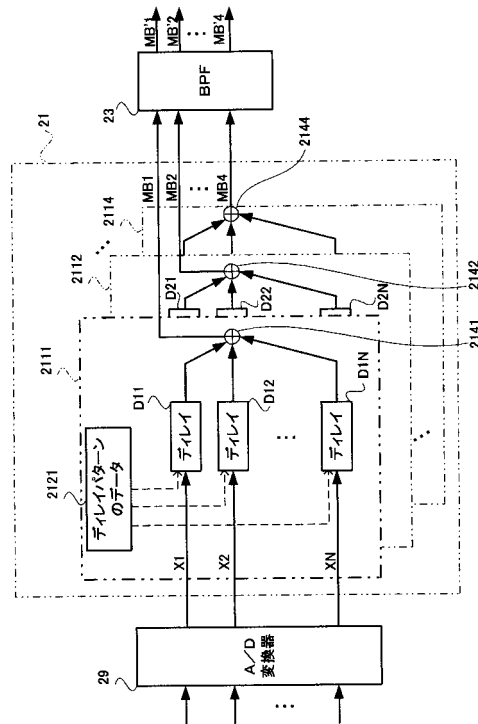 21
2114
2112
2111
2121
ディレイパターン
のデータ
D11
ディレイ
D12
ディレイ
D1N
ディレイ
D21
D22
D2N
2141
2142
2144
X1
X2
XN
29
A/D
変換器
MB1
MB2
MB4
23
BPF
MB'1
MB'2
MB'4